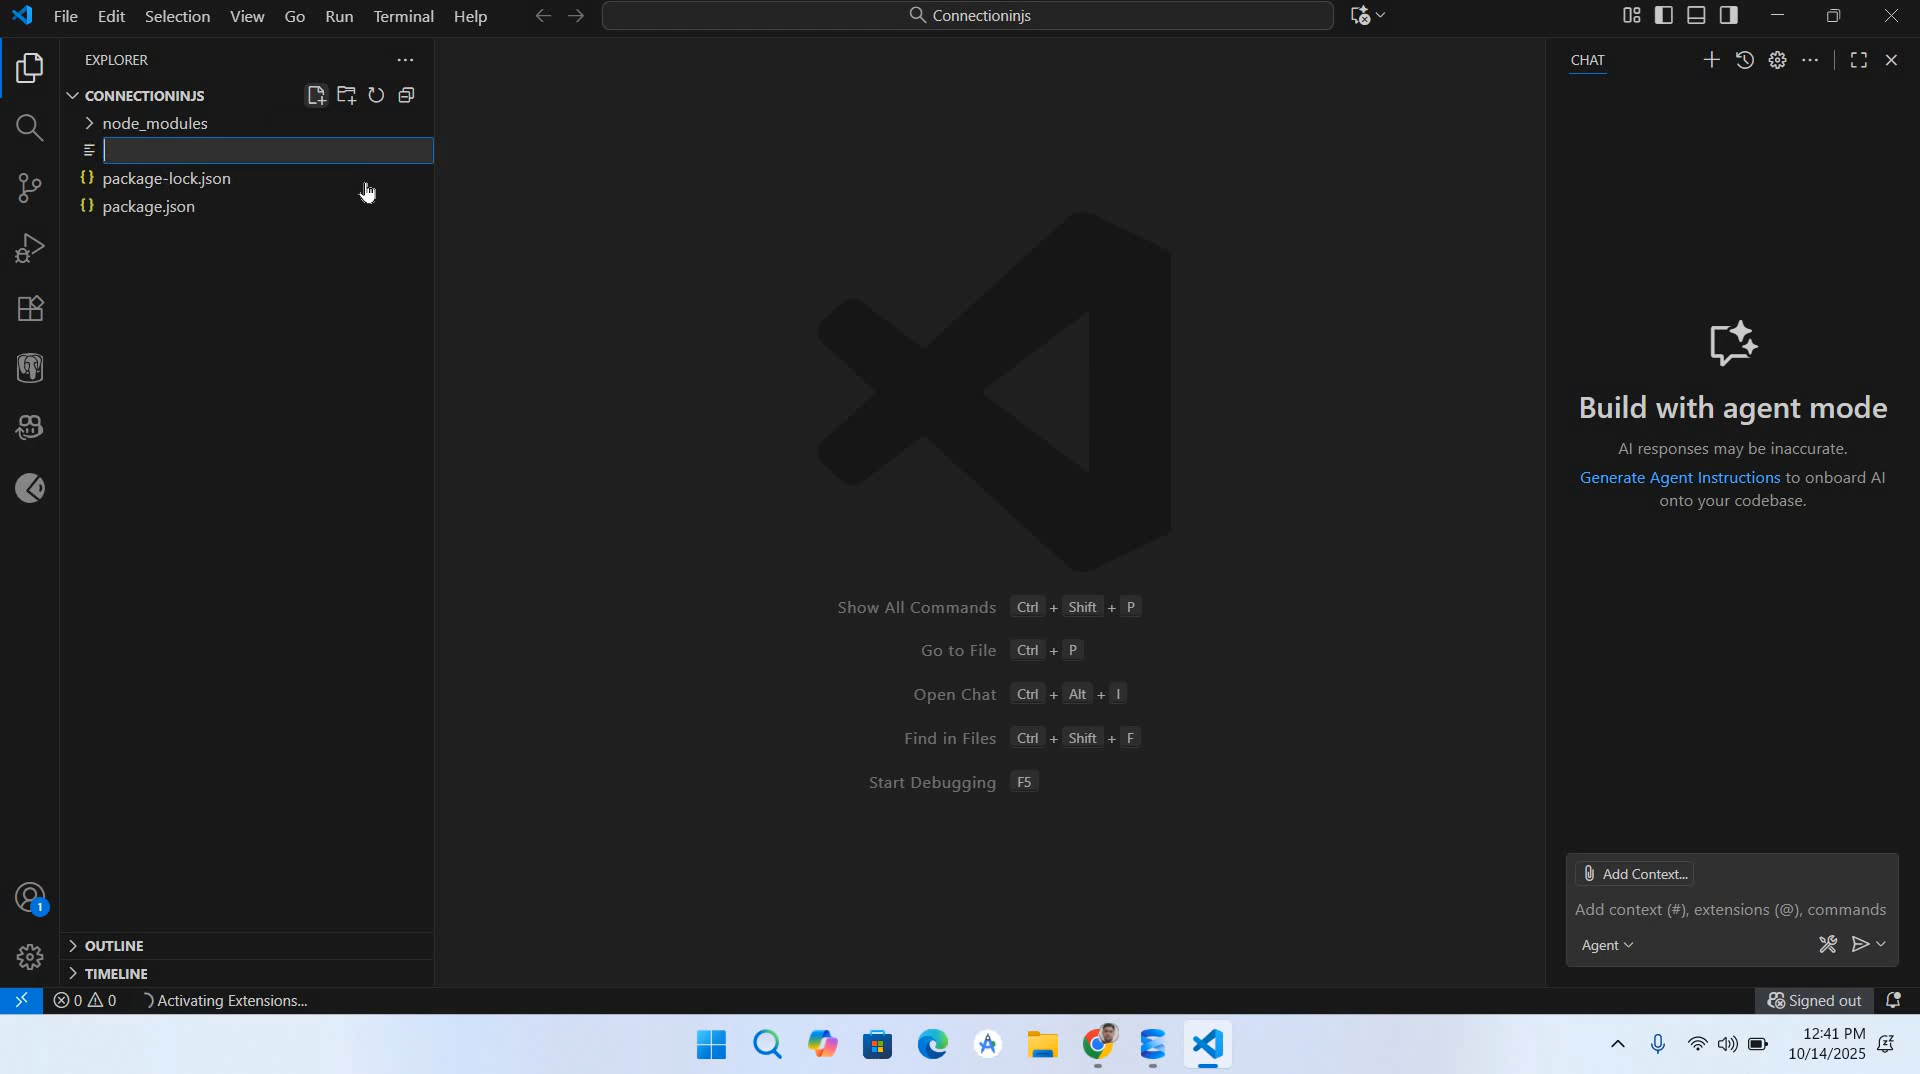 File Edit Selection View Go Run Terminal Help
Connectioninjs
EXPLORER
CHAT
CONNECTIONINJS
node_modules
{} package-lock.json
{} package.json
Build with agent mode
AI responses may be inaccurate.
Generate Agent Instructions to onboard AI
onto your codebase.
Show All Commands Ctrl + Shift + P
Go to File Ctrl + P
Open Chat Ctrl + Alt + I
Find in Files Ctrl + Shift + F
Start Debugging F5
Add Context...
Add context (#), extensions (@), commands
Agent
1
OUTLINE
TIMELINE
0 0 Activating Extensions...
Signed out
12:41 PM
10/14/2025